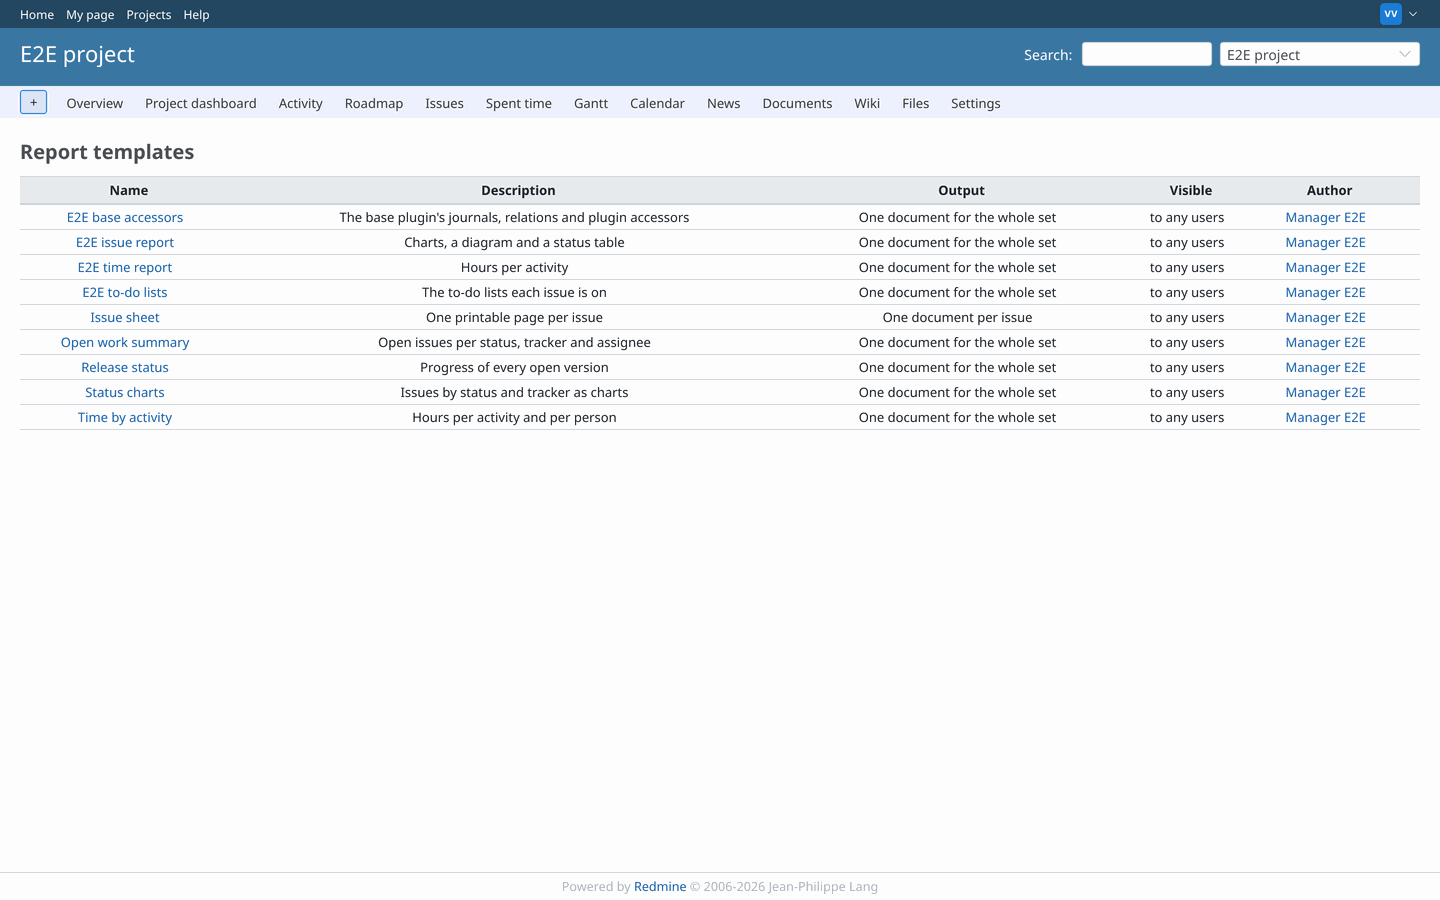 Home My page Projects Help VV
E2E project Search: E2E project
+ Overview Project dashboard Activity Roadmap Issues Spent time Gantt Calendar News Documents Wiki Files Settings
Report templates
Name Description Output Visible Author
E2E base accessors The base plugin's journals, relations and plugin accessors One document for the whole set to any users Manager E2E
E2E issue report Charts, a diagram and a status table One document for the whole set to any users Manager E2E
E2E time report Hours per activity One document for the whole set to any users Manager E2E
E2E to-do lists The to-do lists each issue is on One document for the whole set to any users Manager E2E
Issue sheet One printable page per issue One document per issue to any users Manager E2E
Open work summary Open issues per status, tracker and assignee One document for the whole set to any users Manager E2E
Release status Progress of every open version One document for the whole set to any users Manager E2E
Status charts Issues by status and tracker as charts One document for the whole set to any users Manager E2E
Time by activity Hours per activity and per person One document for the whole set to any users Manager E2E
Powered by Redmine © 2006-2026 Jean-Philippe Lang